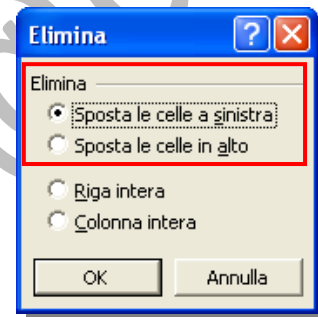 Elimina
Elimina
Sposta le celle a sinistra
Sposta le celle in alto
Riga intera
Colonna intera
OK Annulla